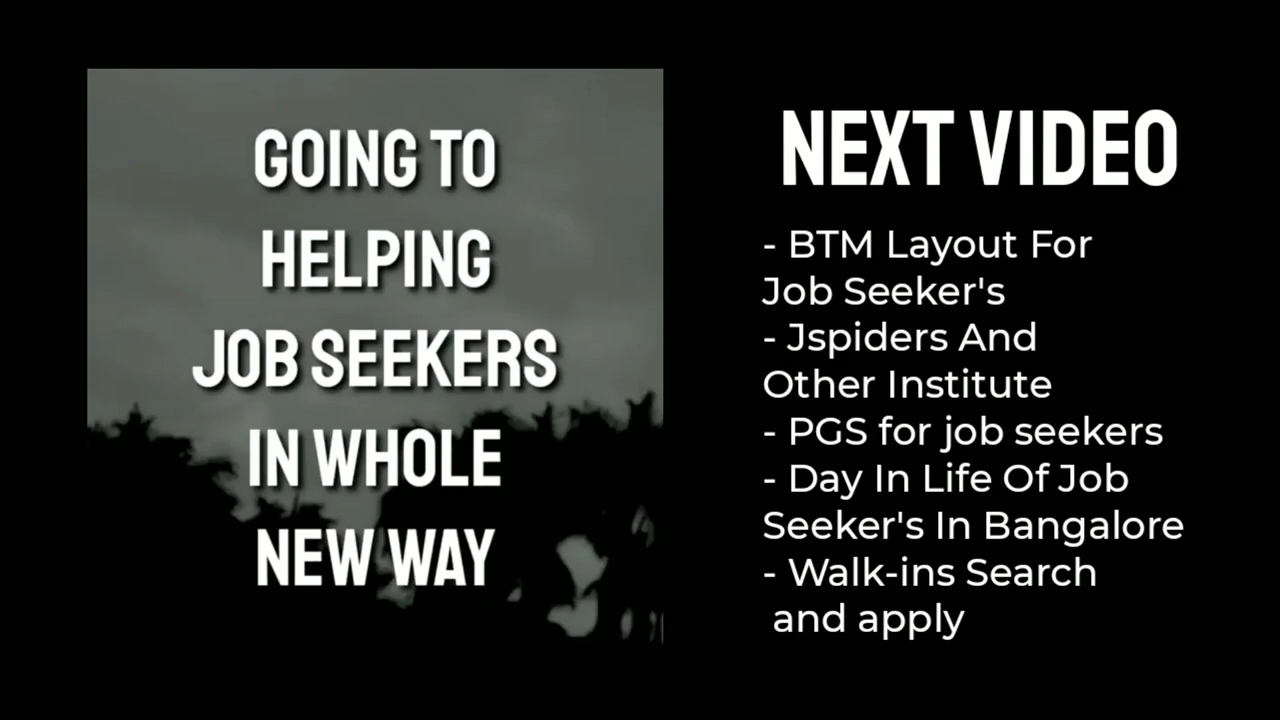 GOING TO
HELPING
JOB SEEKERS
IN WHOLE
NEW WAY
NEXT VIDEO
- BTM Layout For
Job Seeker's
- Jspiders And
Other Institute
- PGS for job seekers
- Day In Life Of Job
Seeker's In Bangalore
- Walk-ins Search
and apply